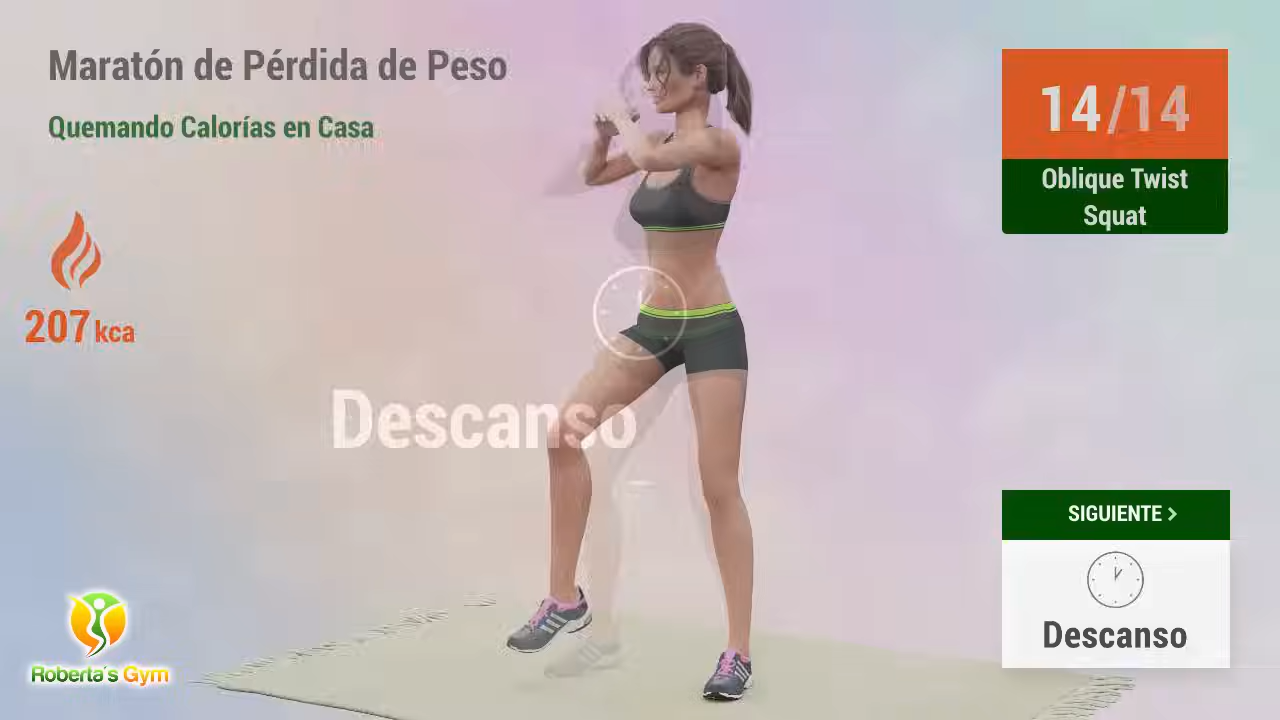 Maratón de Pérdida de Peso
Quemando Calorías en Casa
14/14
Oblique Twist
Squat
207 kca
Descanso
SIGUIENTE >
Descanso
Roberta´s Gym